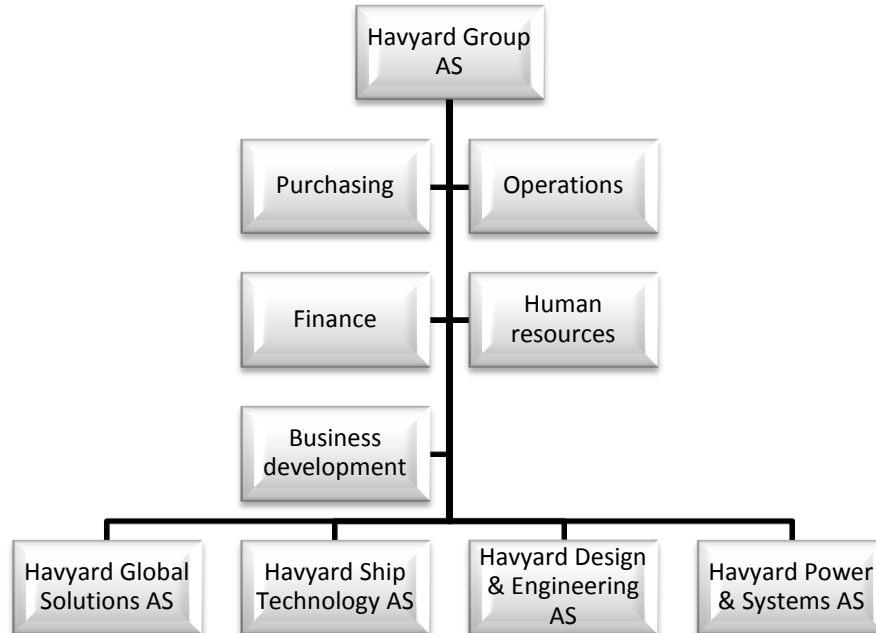 Havyard Group
AS
Purchasing
Operations
Finance
Human
resources
Business
development
Havyard Global
Solutions AS
Havyard Ship
Technology AS
Havyard Design
& Engineering
AS
Havyard Power
& Systems AS